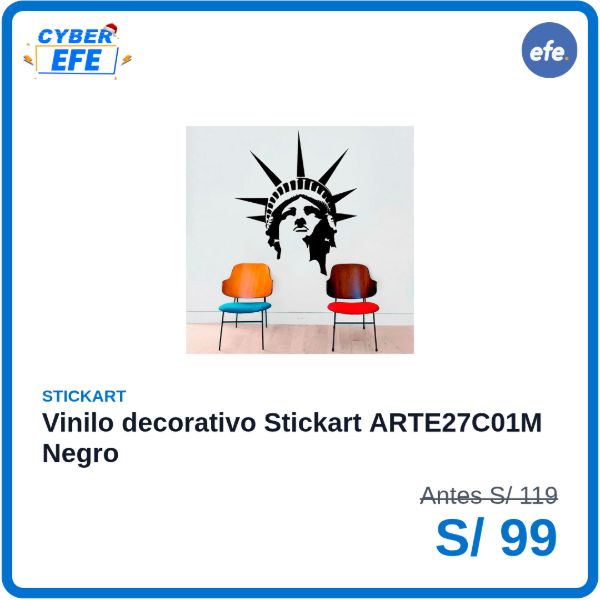 CYBER
EFE
efe.
STICKART
Vinilo decorativo Stickart ARTE27C01M
Negro
Antes S/ 119
S/ 99